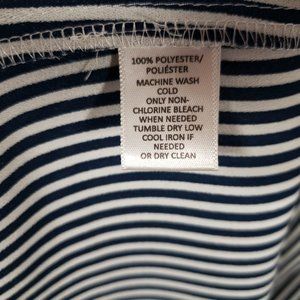 100% POLYESTER/
POLIÉSTER
MACHINE WASH
COLD
ONLY NON-
CHLORINE BLEACH
WHEN NEEDED
TUMBLE DRY LOW
COOL IRON IF
NEEDED
OR DRY CLEAN